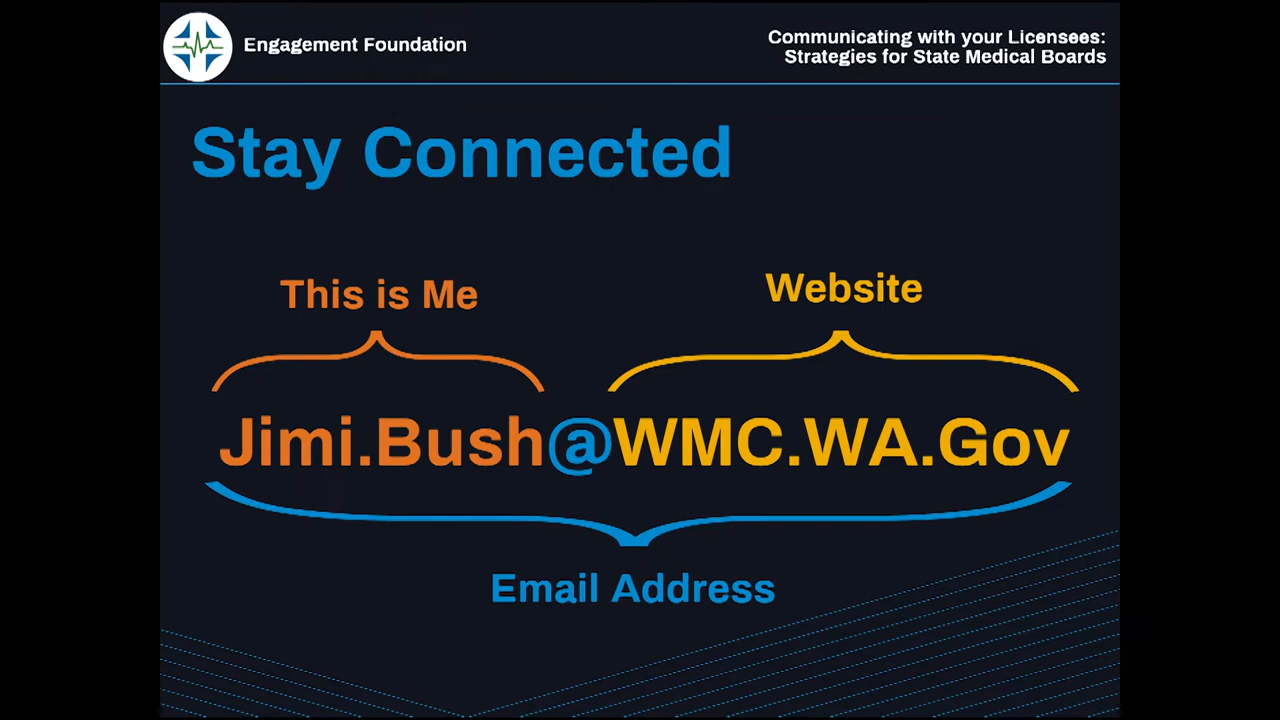 Engagement Foundation
Communicating with your Licensees:
Strategies for State Medical Boards
Stay Connected
This is Me
Website
Jimi.Bush@WMC.WA.Gov
Email Address